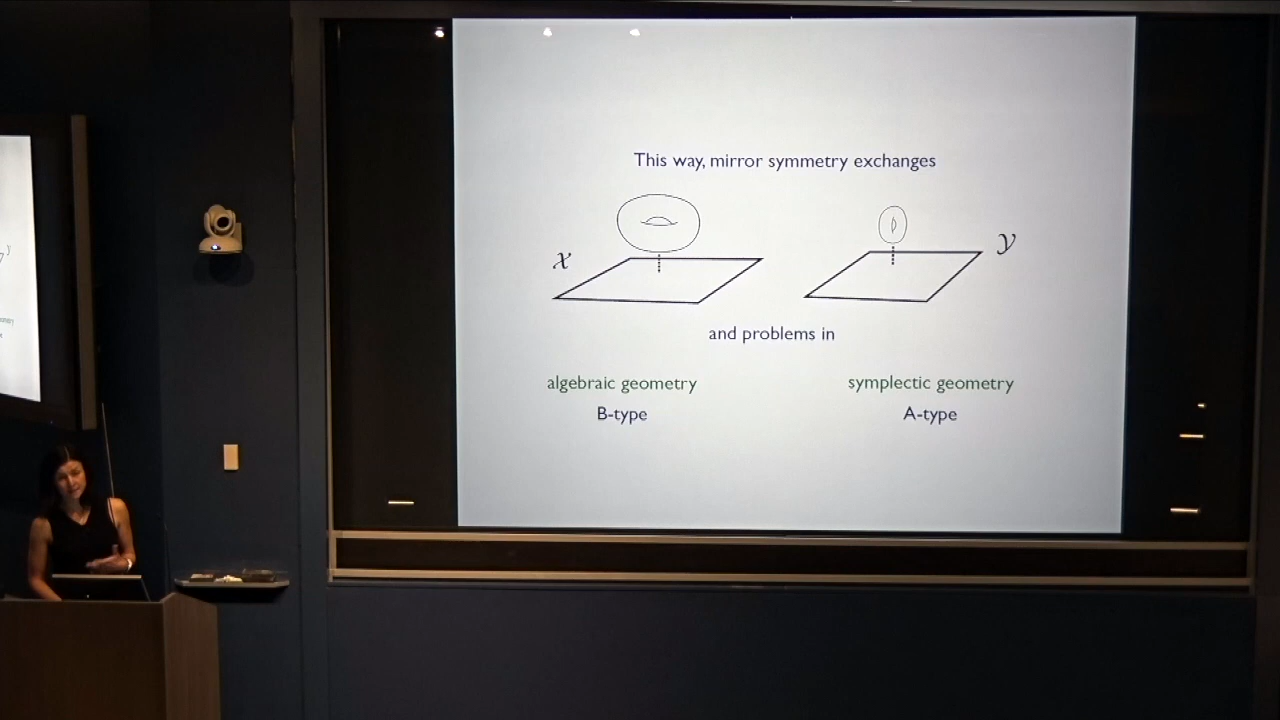 This way, mirror symmetry exchanges
𝒳
𝒴
and problems in
algebraic geometry
symplectic geometry
B-type
A-type